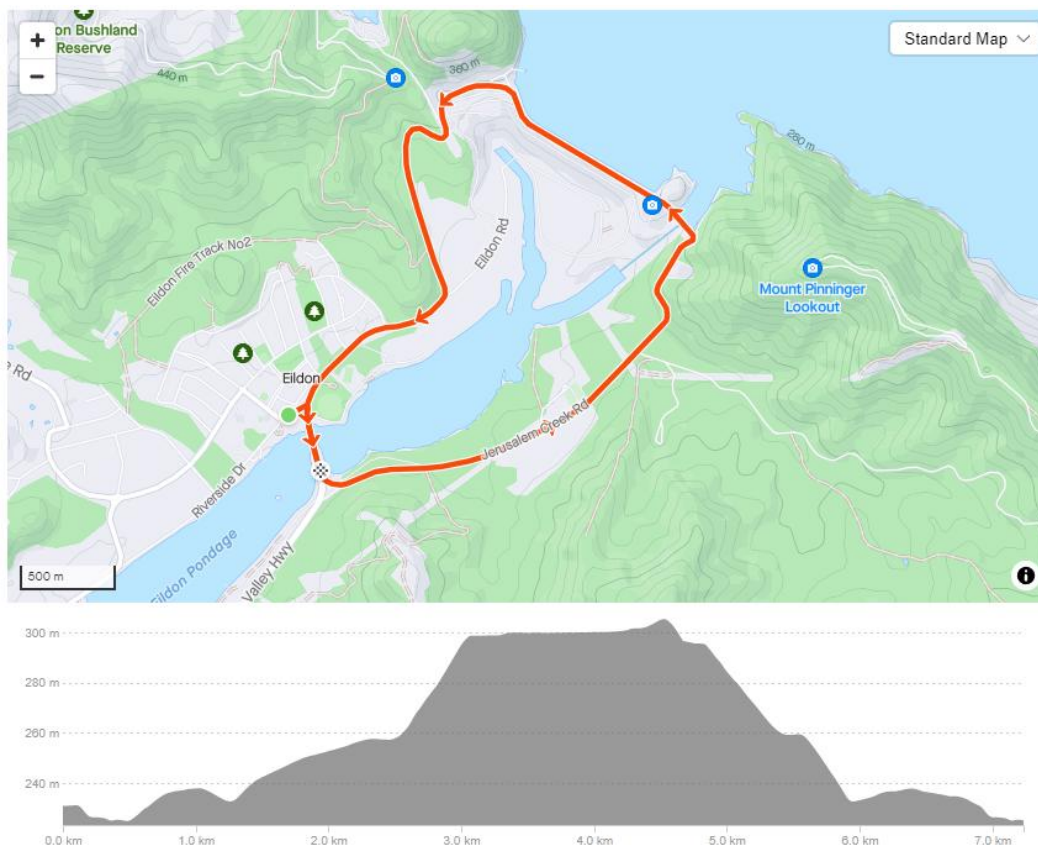 +
−
on Bushland
Reserve
Standard Map
360 m
440 m
280 m
Eildon Rd
Eildon Fire Track No2
Mount Pinninger
Lookout
Rd
Eildon
Jerusalem Creek Rd
Riverside Dr
Eildon Pondage
Valley Hwy
500 m
i
300 m
280 m
260 m
240 m
0.0 km
1.0 km
2.0 km
3.0 km
4.0 km
5.0 km
6.0 km
7.0 km